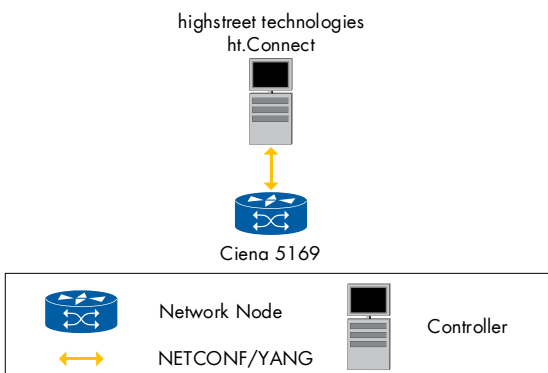 highstreet technologies
ht.Connect
Ciena 5169
Network Node
Controller
NETCONF/YANG